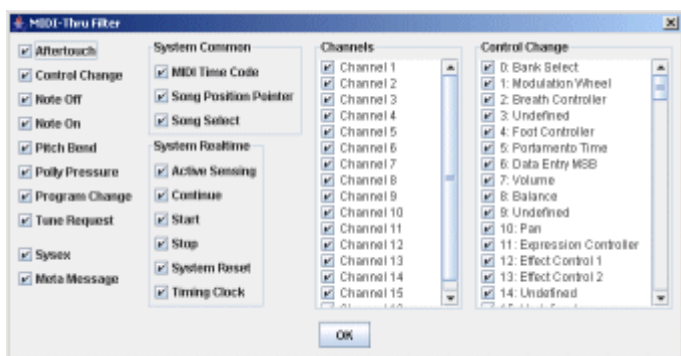 MIDI-Thru Filter
Aftertouch
Control Change
Note Off
Note On
Pitch Bend
Polly Pressure
Program Change
Tune Request
Sysex
Meta Message
System Common
MIDI Time Code
Song Position Pointer
Song Select
System Realtime
Active Sensing
Continue
Start
Stop
System Reset
Timing Clock
Channels
Channel 1
Channel 2
Channel 3
Channel 4
Channel 5
Channel 6
Channel 7
Channel 8
Channel 9
Channel 10
Channel 11
Channel 12
Channel 13
Channel 14
Channel 15
Control Change
0: Bank Select
1: Modulation Wheel
2: Breath Controller
3: Undefined
4: Foot Controller
5: Portamento Time
6: Data Entry MSB
7: Volume
8: Balance
9: Undefined
10: Pan
11: Expression Controller
12: Effect Control 1
13: Effect Control 2
14: Undefined
OK